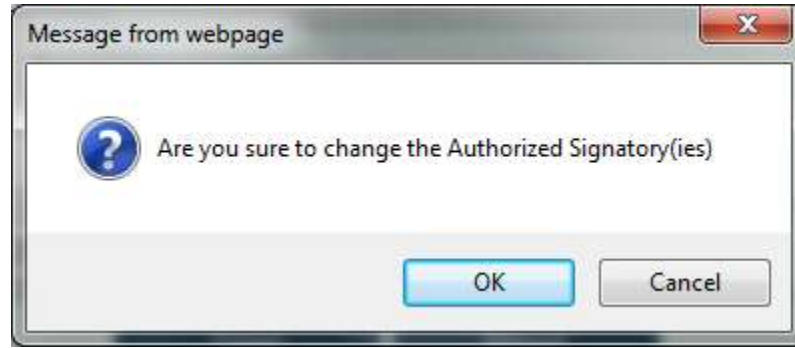 Message from webpage
Are you sure to change the Authorized Signatory(ies)
OK
Cancel